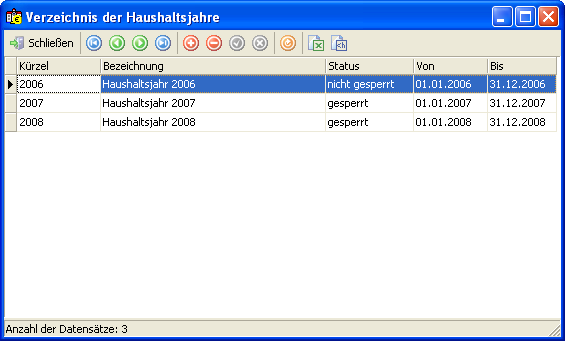 Verzeichnis der Haushaltsjahre
Schließen
Kürzel Bezeichnung Status Von Bis
2006 Haushaltsjahr 2006 nicht gesperrt 01.01.2006 31.12.2006
2007 Haushaltsjahr 2007 gesperrt 01.01.2007 31.12.2007
2008 Haushaltsjahr 2008 gesperrt 01.01.2008 31.12.2008
Anzahl der Datensätze: 3